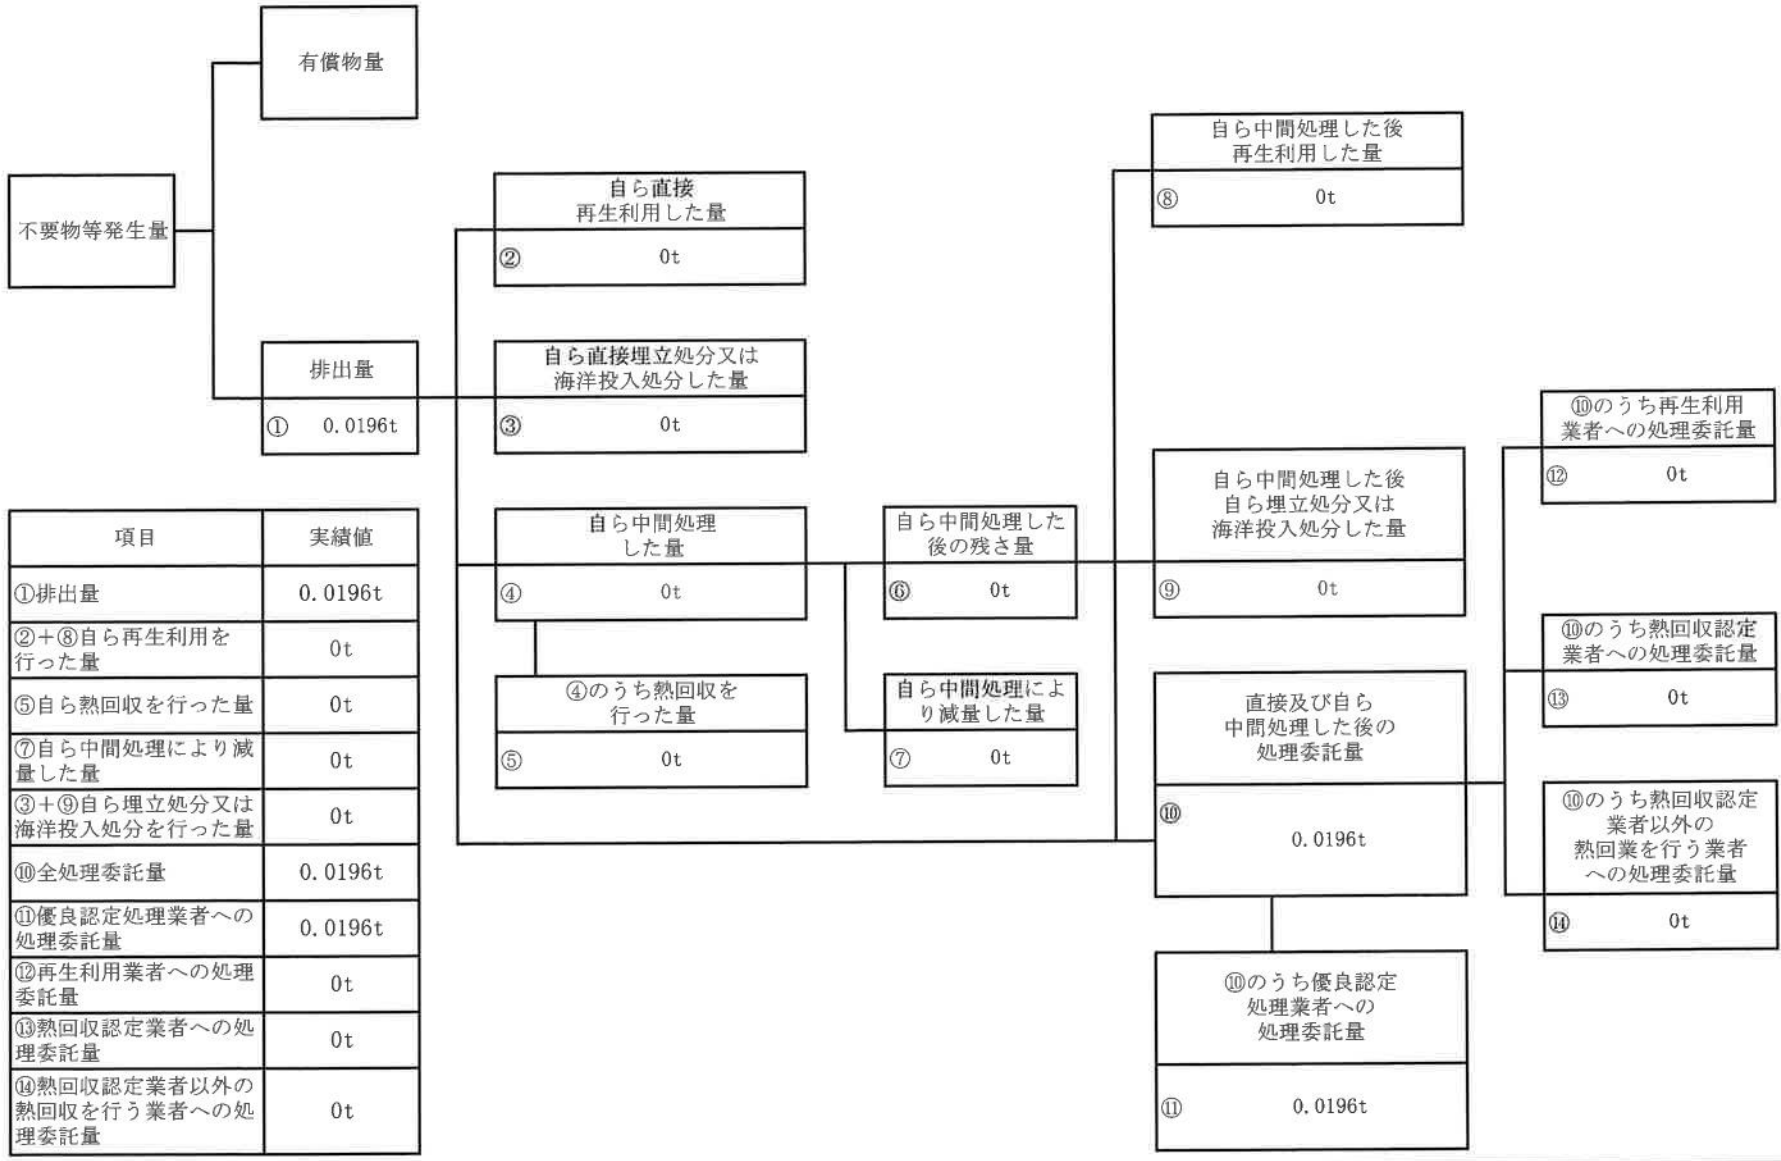 有償物量
不要物等発生量
排出量
① 0.0196t
自ら直接
再生利用した量
② 0t
自ら直接埋立処分又は
海洋投入処分した量
③ 0t
自ら中間処理
した量
④ 0t
④のうち熱回収を
行った量
⑤ 0t
自ら中間処理した
後の残さ量
⑥ 0t
自ら中間処理によ
り減量した量
⑦ 0t
自ら中間処理した後
再生利用した量
⑧ 0t
自ら中間処理した後
自ら埋立処分又は
海洋投入処分した量
⑨ 0t
直接及び自ら
中間処理した後の
処理委託量
⑩ 0.0196t
⑩のうち優良認定
処理業者への
処理委託量
⑪ 0.0196t
⑩のうち再生利用
業者への処理委託量
⑫ 0t
⑩のうち熱回収認定
業者への処理委託量
⑬ 0t
⑩のうち熱回収認定
業者以外の
熱回業を行う業者
への処理委託量
⑭ 0t
項目 実績値
①排出量 0.0196t
②+⑧自ら再生利用を
行った量 0t
⑤自ら熱回収を行った量 0t
⑦自ら中間処理により減
量した量 0t
③+⑨自ら埋立処分又は
海洋投入処分を行った量 0t
⑩全処理委託量 0.0196t
⑪優良認定処理業者への
処理委託量 0.0196t
⑫再生利用業者への処理
委託量 0t
⑬熱回収認定業者への処
理委託量 0t
⑭熱回収認定業者以外の
熱回収を行う業者への処
理委託量 0t